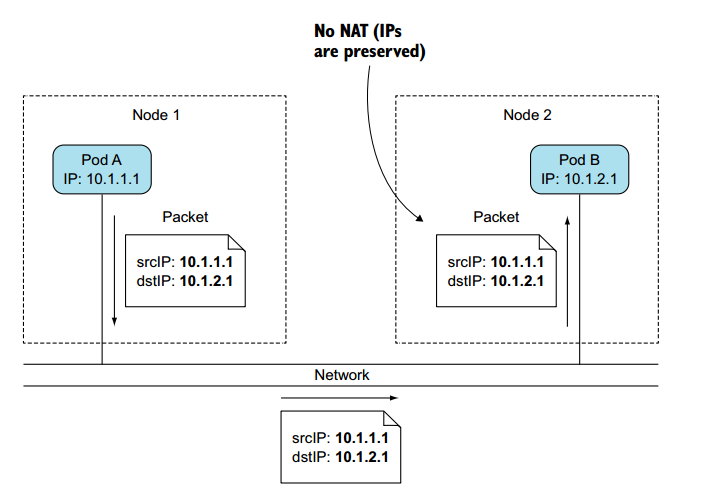 No NAT (IPs
are preserved)
Node 1
Node 2
Pod A
IP: 10.1.1.1
Pod B
IP: 10.1.2.1
Packet
srcIP: 10.1.1.1
dstIP: 10.1.2.1
Packet
srcIP: 10.1.1.1
dstIP: 10.1.2.1
Network
srcIP: 10.1.1.1
dstIP: 10.1.2.1